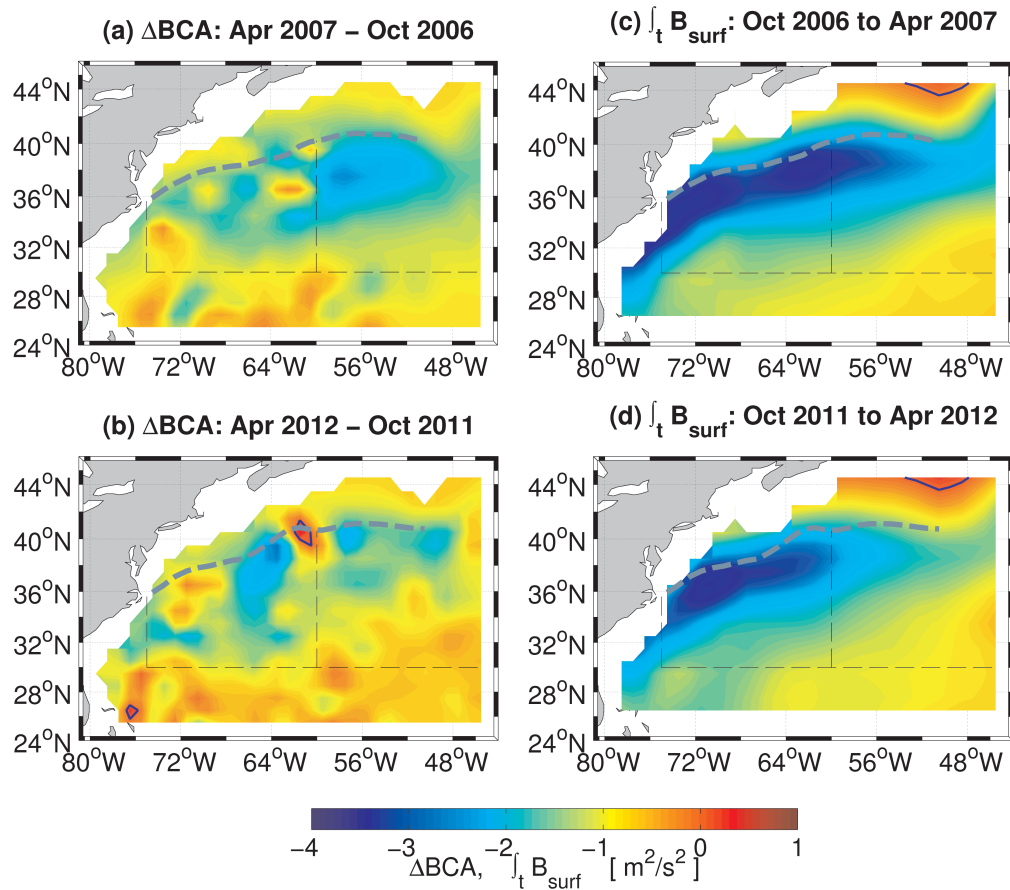 (a) ΔBCA: Apr 2007 − Oct 2006
44°N
40°N
36°N
32°N
28°N
24°N
80°W 72°W 64°W 56°W 48°W
(c) ∫t Bsurf: Oct 2006 to Apr 2007
44°N
40°N
36°N
32°N
28°N
24°N
80°W 72°W 64°W 56°W 48°W
(b) ΔBCA: Apr 2012 − Oct 2011
44°N
40°N
36°N
32°N
28°N
24°N
80°W 72°W 64°W 56°W 48°W
(d) ∫t Bsurf: Oct 2011 to Apr 2012
44°N
40°N
36°N
32°N
28°N
24°N
80°W 72°W 64°W 56°W 48°W
−4 −3 −2 −1 0 1
ΔBCA, ∫t Bsurf [ m²/s² ]